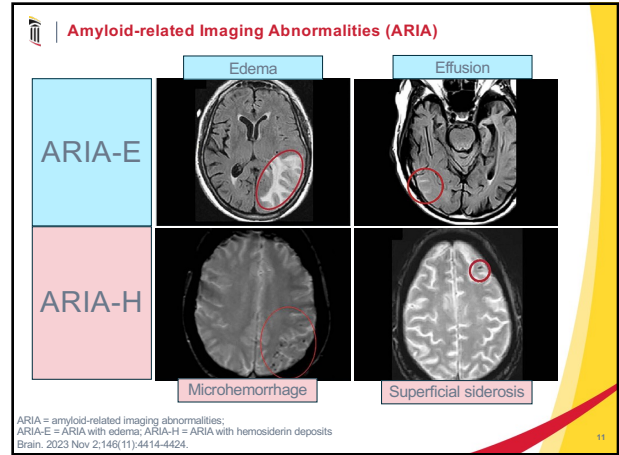 Amyloid-related Imaging Abnormalities (ARIA)
Edema
Effusion
ARIA-E
ARIA-H
Microhemorrhage
Superficial siderosis
ARIA = amyloid-related imaging abnormalities;
ARIA-E = ARIA with edema; ARIA-H = ARIA with hemosiderin deposits
Brain. 2023 Nov 2;146(11):4414-4424.
11